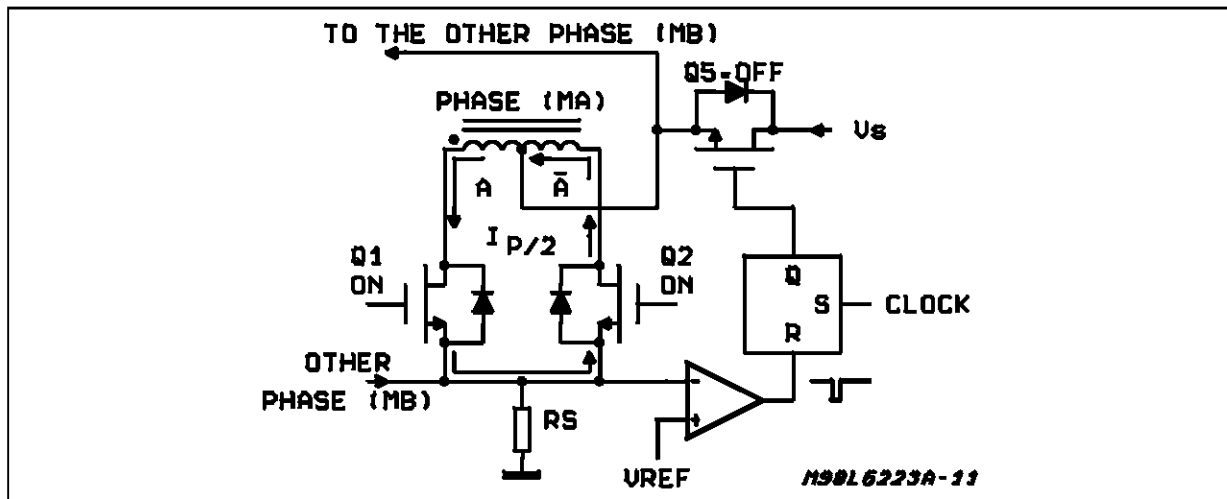 TO THE OTHER PHASE (MB)
Q5=OFF
PHASE (MA)
Vs
A
Ā
I P/2
Q1
ON
Q2
ON
Q
S
CLOCK
R
OTHER
PHASE (MB)
-
+
RS
VREF
M90L6223A-11